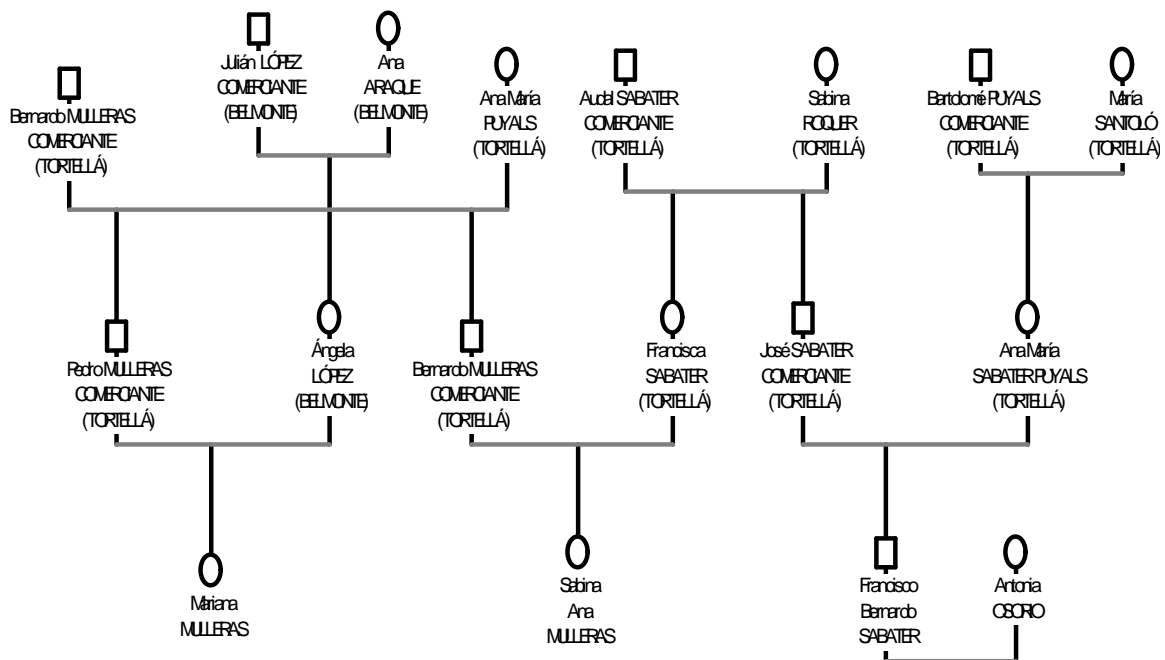 Julián LÓPEZ
COMERCIANTE
(BELMONTE)
Ana
ARAQUE
(BELMONTE)
Bernardo MULLERAS
COMERCIANTE
(TORTELLÁ)
Ana María
PUYALS
(TORTELLÁ)
Audal SABATER
COMERCIANTE
(TORTELLÁ)
Sabina
ROQUER
(TORTELLÁ)
Bartolomé PUYALS
COMERCIANTE
(TORTELLÁ)
María
SANTOLÓ
(TORTELLÁ)
Pedro MULLERAS
COMERCIANTE
(TORTELLÁ)
Ángela
LÓPEZ
(BELMONTE)
Bernardo MULLERAS
COMERCIANTE
(TORTELLÁ)
Francisca
SABATER
(TORTELLÁ)
José SABATER
COMERCIANTE
(TORTELLÁ)
Ana María
SABATER PUYALS
(TORTELLÁ)
Mariana
MULLERAS
Sabina
Ana
MULLERAS
Francisco
Bernardo
SABATER
Antonia
OSORIO